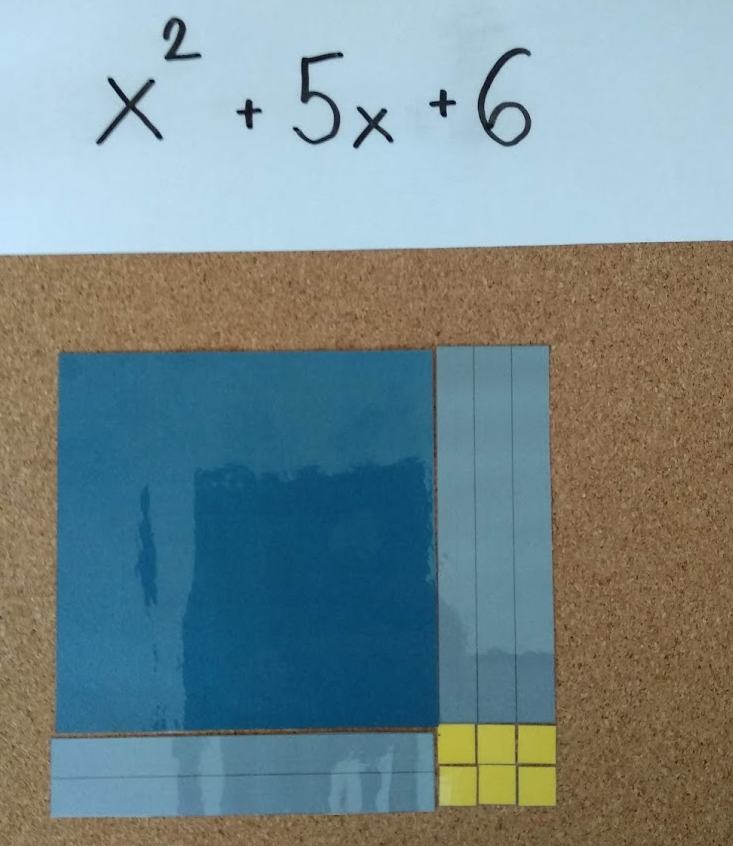 x² + 5x + 6